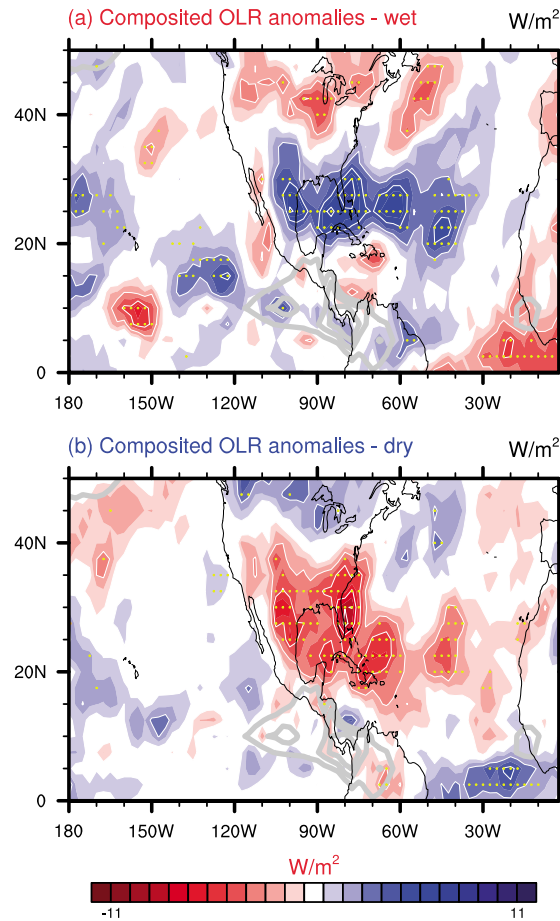 (a) Composited OLR anomalies - wet W/m²
40N
20N
0
180 150W 120W 90W 60W 30W
(b) Composited OLR anomalies - dry W/m²
40N
20N
0
180 150W 120W 90W 60W 30W
W/m²
-11 11